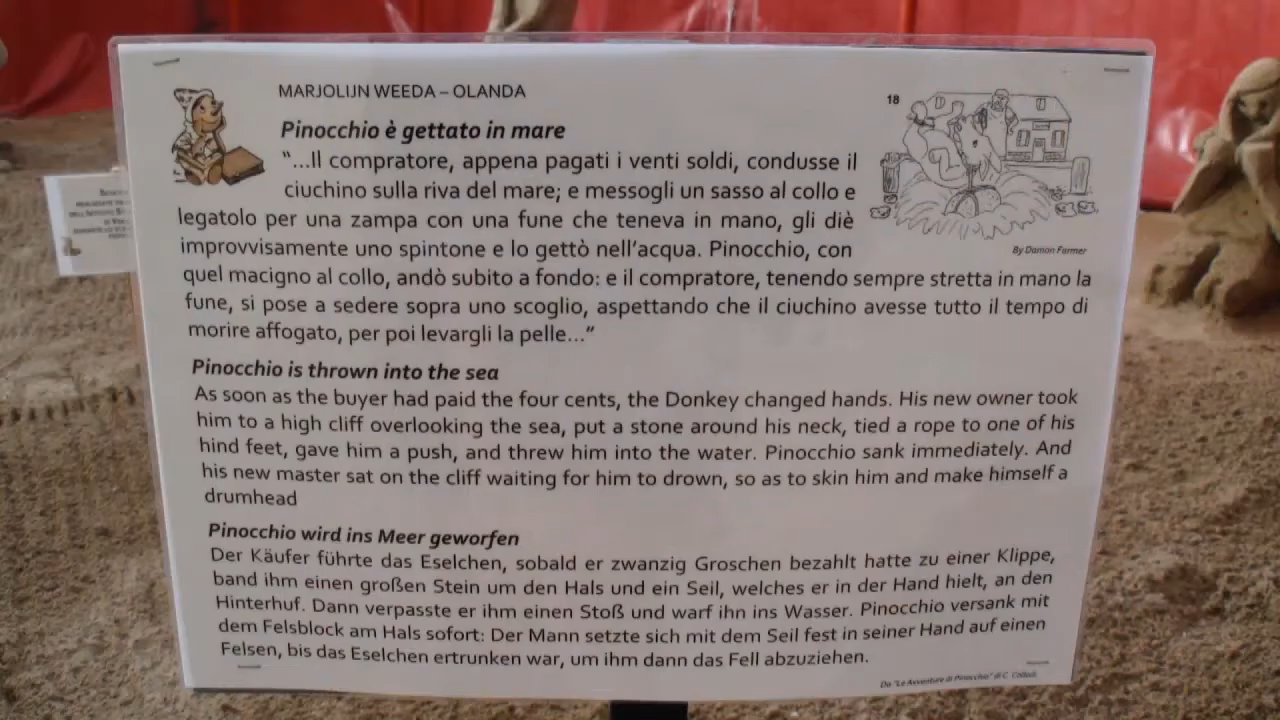 MARJOLIJN WEEDA – OLANDA
18
Pinocchio è gettato in mare
“...Il compratore, appena pagati i venti soldi, condusse il
ciuchino sulla riva del mare; e messogli un sasso al collo e
legatolo per una zampa con una fune che teneva in mano, gli diè
improvvisamente uno spintone e lo gettò nell’acqua. Pinocchio, con
By Damon Farmer
quel macigno al collo, andò subito a fondo: e il compratore, tenendo sempre stretta in mano la
fune, si pose a sedere sopra uno scoglio, aspettando che il ciuchino avesse tutto il tempo di
morire affogato, per poi levargli la pelle...”
Pinocchio is thrown into the sea
As soon as the buyer had paid the four cents, the Donkey changed hands. His new owner took
him to a high cliff overlooking the sea, put a stone around his neck, tied a rope to one of his
hind feet, gave him a push, and threw him into the water. Pinocchio sank immediately. And
his new master sat on the cliff waiting for him to drown, so as to skin him and make himself a
drumhead
Pinocchio wird ins Meer geworfen
Der Käufer führte das Eselchen, sobald er zwanzig Groschen bezahlt hatte zu einer Klippe,
band ihm einen großen Stein um den Hals und ein Seil, welches er in der Hand hielt, an den
Hinterhuf. Dann verpasste er ihm einen Stoß und warf ihn ins Wasser. Pinocchio versank mit
dem Felsblock am Hals sofort: Der Mann setzte sich mit dem Seil fest in seiner Hand auf einen
Felsen, bis das Eselchen ertrunken war, um ihm dann das Fell abzuziehen.
Da "Le Avventure di Pinocchio" di C. Collodi